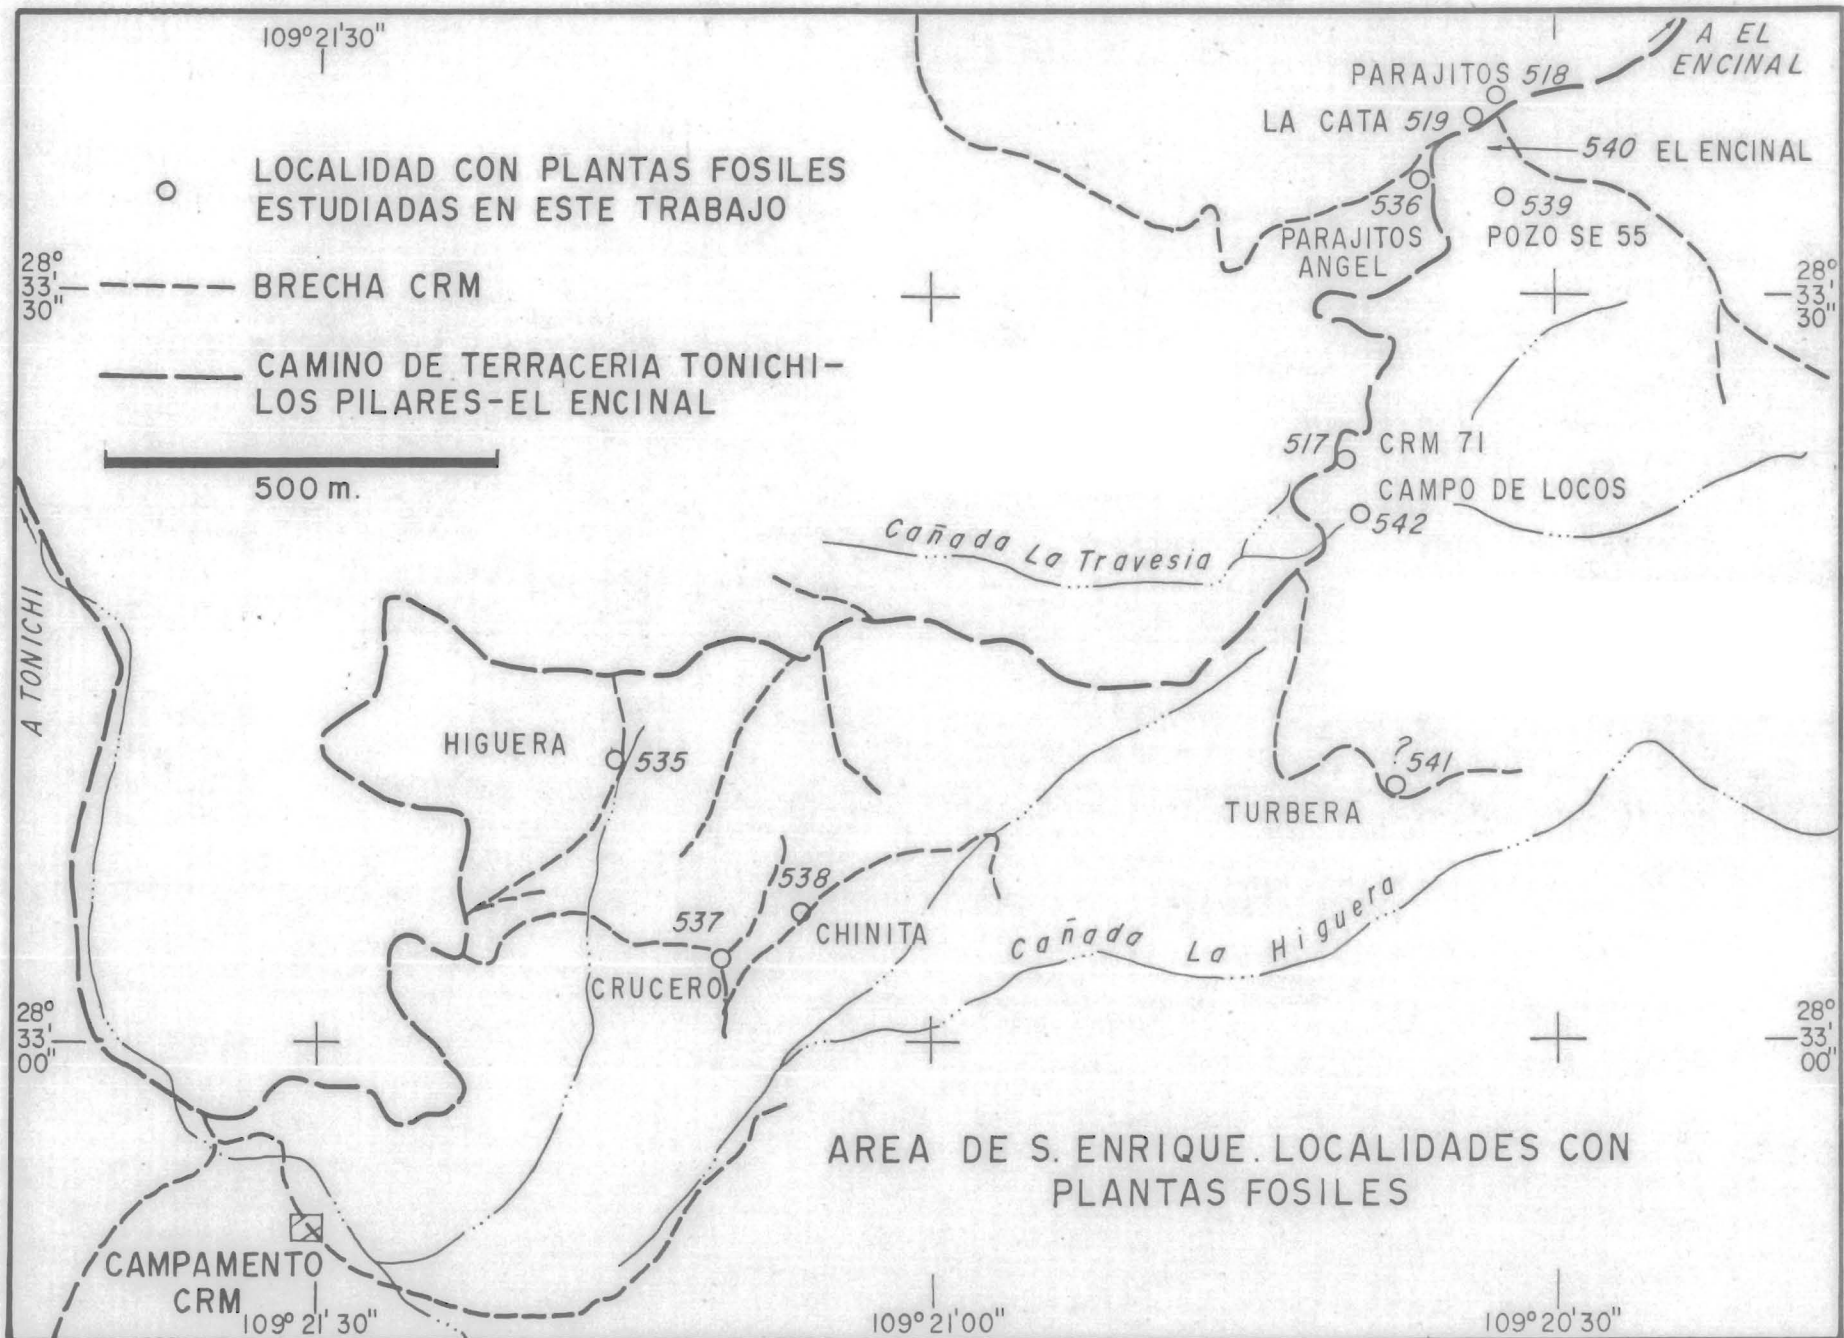 109°21'30"
A EL
ENCINAL
PARAJITOS 518
LA CATA 519
540 EL ENCINAL
LOCALIDAD CON PLANTAS FOSILES
ESTUDIADAS EN ESTE TRABAJO
536
539
PARAJITOS
ANGEL
POZO SE 55
28°
33'
30"
BRECHA CRM
28°
33'
30"
CAMINO DE TERRACERIA TONICHI-
LOS PILARES-EL ENCINAL
500 m.
517
CRM 71
CAMPO DE LOCOS
542
Cañada La Travesia
A TONICHI
HIGUERA
535
?
541
TURBERA
538
537
CHINITA
CRUCERO
Cañada La Higuera
28°
33'
00"
28°
33'
00"
AREA DE S. ENRIQUE. LOCALIDADES CON
PLANTAS FOSILES
CAMPAMENTO
CRM
109°21'30"
109°21'00"
109°20'30"